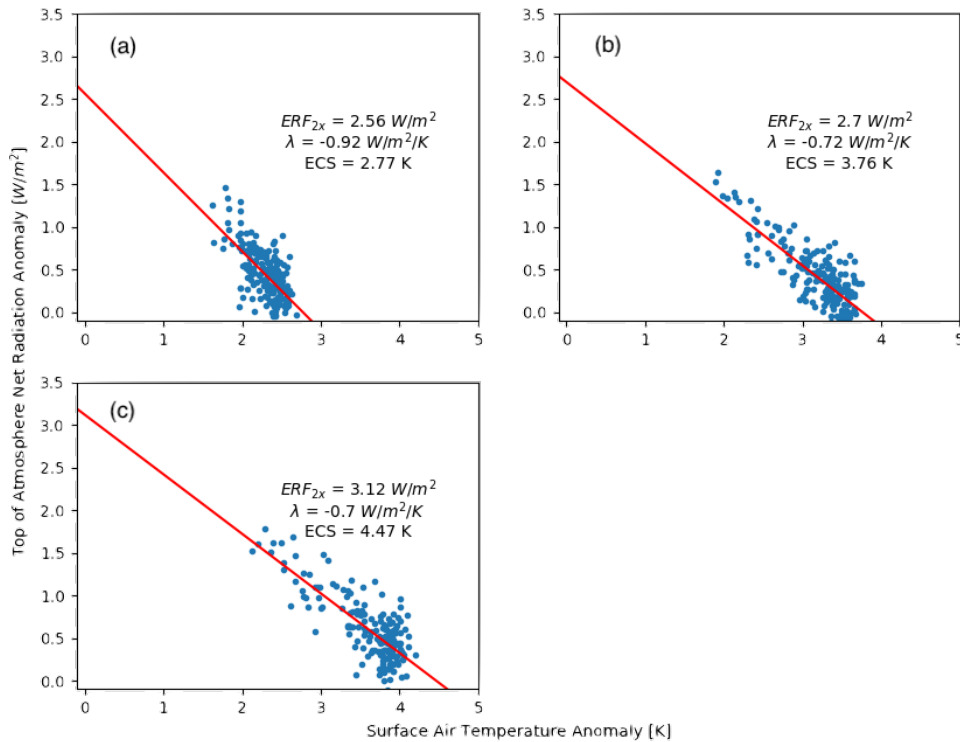 (a)
ERF2x = 2.56 W/m²
λ = -0.92 W/m²/K
ECS = 2.77 K
3.5
3.0
2.5
2.0
1.5
1.0
0.5
0.0
0 1 2 3 4 5
(b)
ERF2x = 2.7 W/m²
λ = -0.72 W/m²/K
ECS = 3.76 K
3.5
3.0
2.5
2.0
1.5
1.0
0.5
0.0
0 1 2 3 4 5
Top of Atmosphere Net Radiation Anomaly [W/m²]
(c)
ERF2x = 3.12 W/m²
λ = -0.7 W/m²/K
ECS = 4.47 K
3.5
3.0
2.5
2.0
1.5
1.0
0.5
0.0
0 1 2 3 4 5
Surface Air Temperature Anomaly [K]